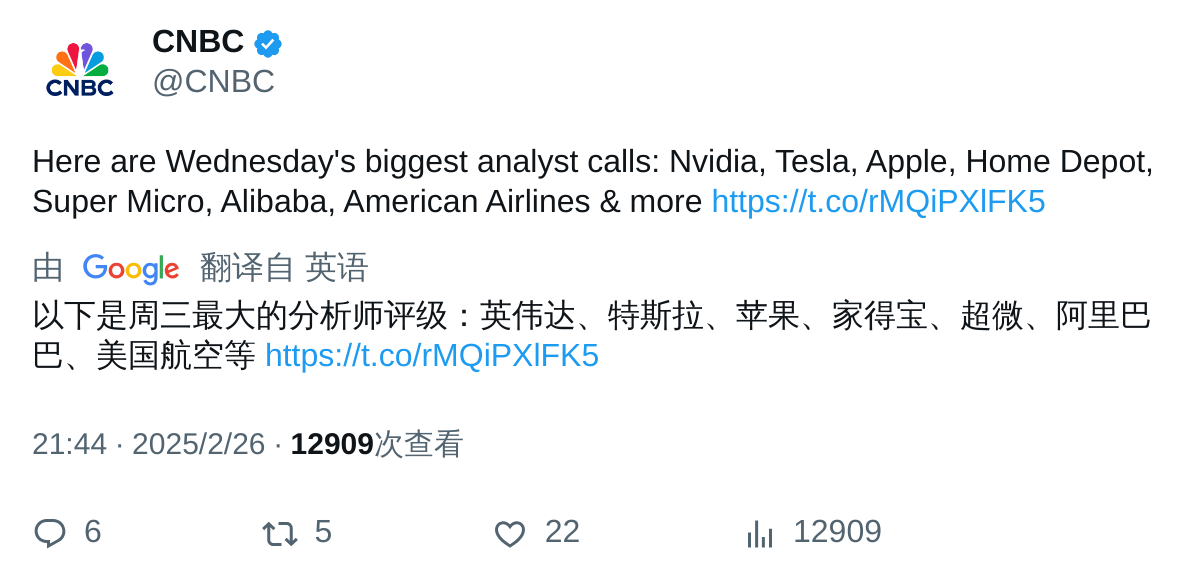 CNBC
CNBC
@CNBC
Here are Wednesday's biggest analyst calls: Nvidia, Tesla, Apple, Home Depot,
Super Micro, Alibaba, American Airlines & more https://t.co/rMQiPXlFK5
由 Google 翻译自 英语
以下是周三最大的分析师评级：英伟达、特斯拉、苹果、家得宝、超微、阿里巴
巴、美国航空等 https://t.co/rMQiPXlFK5
21:44 · 2025/2/26 · 12909次查看
6 5 22 12909